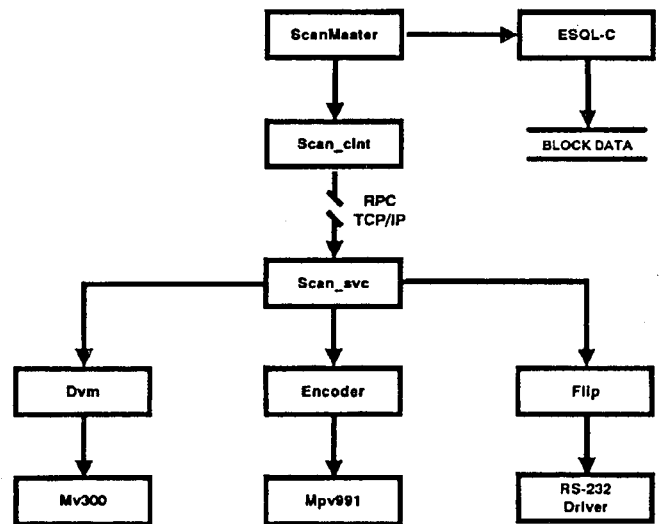 ScanMaster
ESQL-C
Scan_clnt
BLOCK DATA
RPC
TCP/IP
Scan_svc
Dvm
Encoder
Flip
Mv300
Mpv991
RS-232
Driver